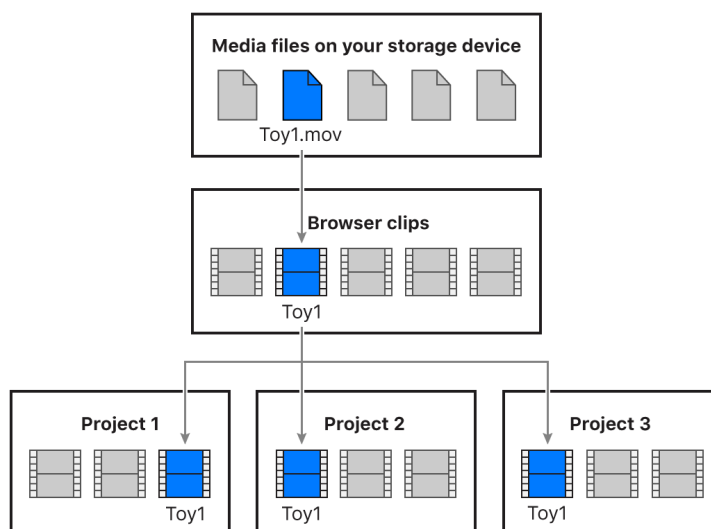 Media files on your storage device
Toy1.mov
Browser clips
Toy1
Project 1
Project 2
Project 3
Toy1
Toy1
Toy1